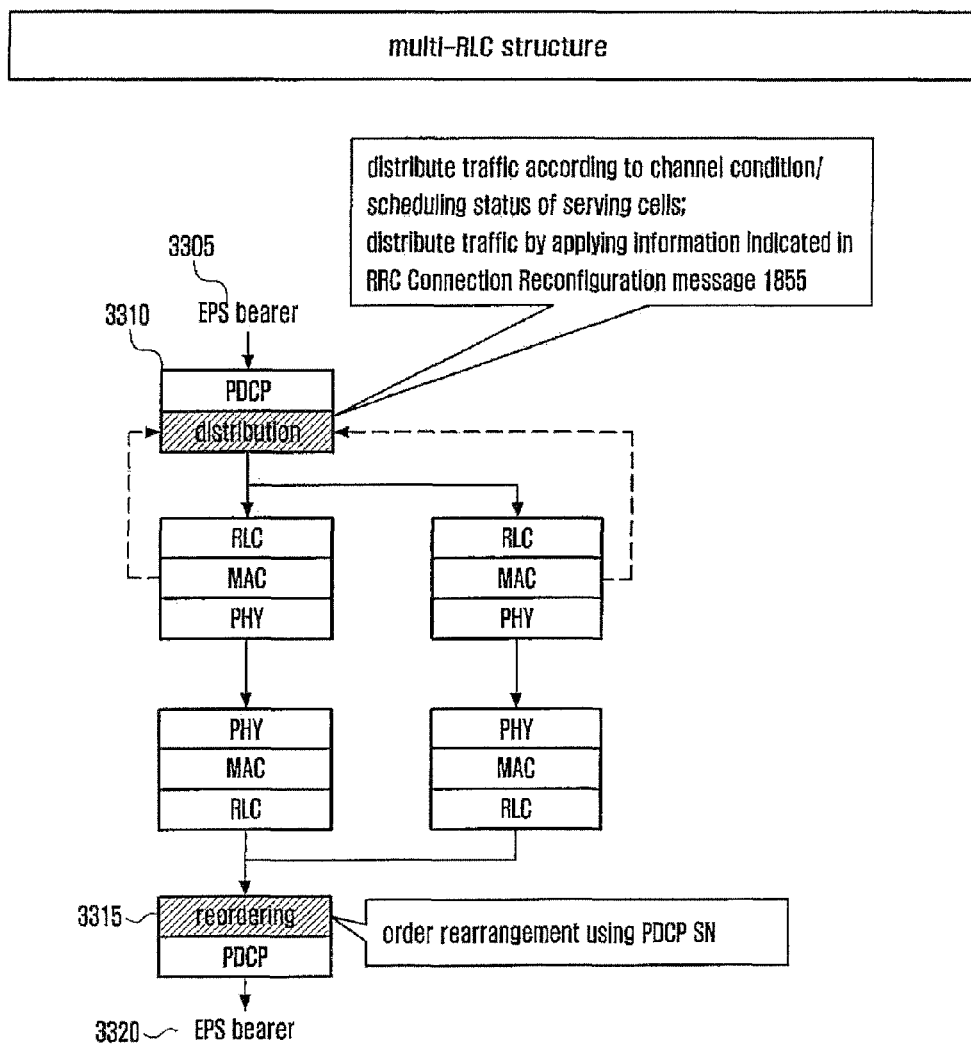 multi-RLC structure
distribute traffic according to channel condition/
scheduling status of serving cells;
distribute traffic by applying information indicated in
RRC Connection Reconfiguration message 1855
3305
EPS bearer
3310
PDCP
distribution
RLC
MAC
PHY
RLC
MAC
PHY
PHY
MAC
RLC
PHY
MAC
RLC
3315
reordering
PDCP
order rearrangement using PDCP SN
3320
EPS bearer